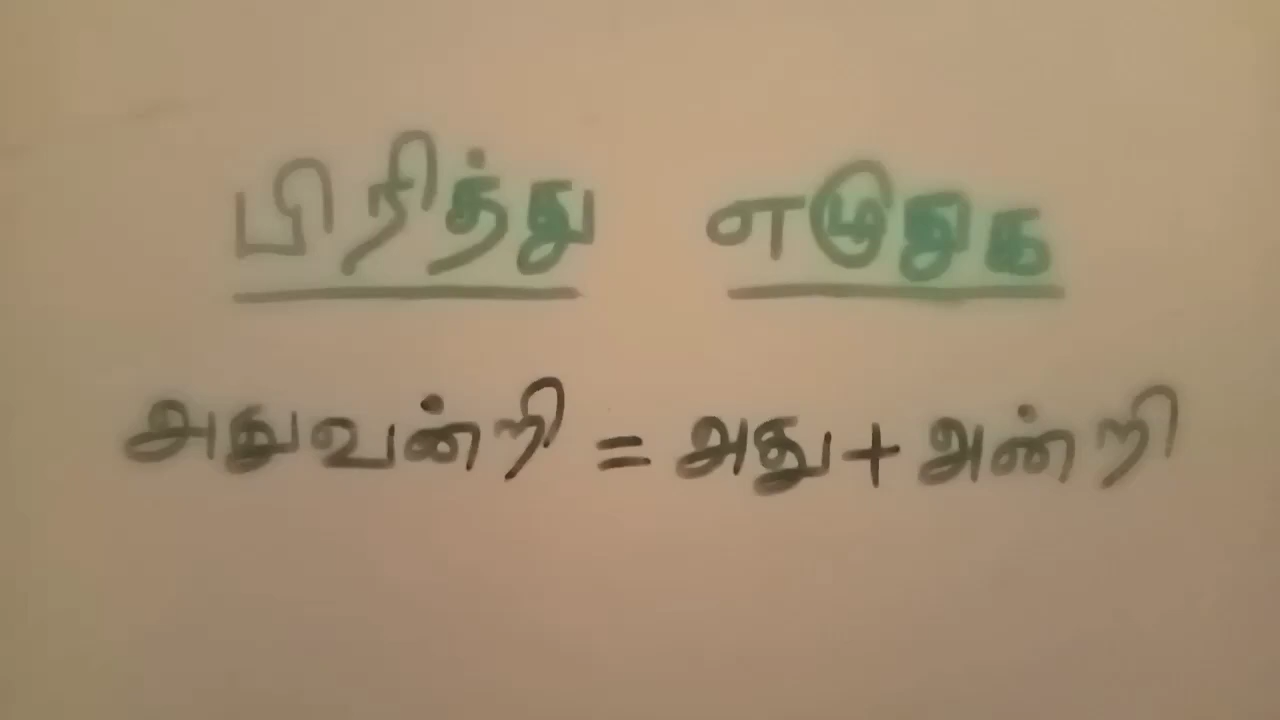 பிரித்து எழுதுக
அதுவன்றி = அது + அன்றி